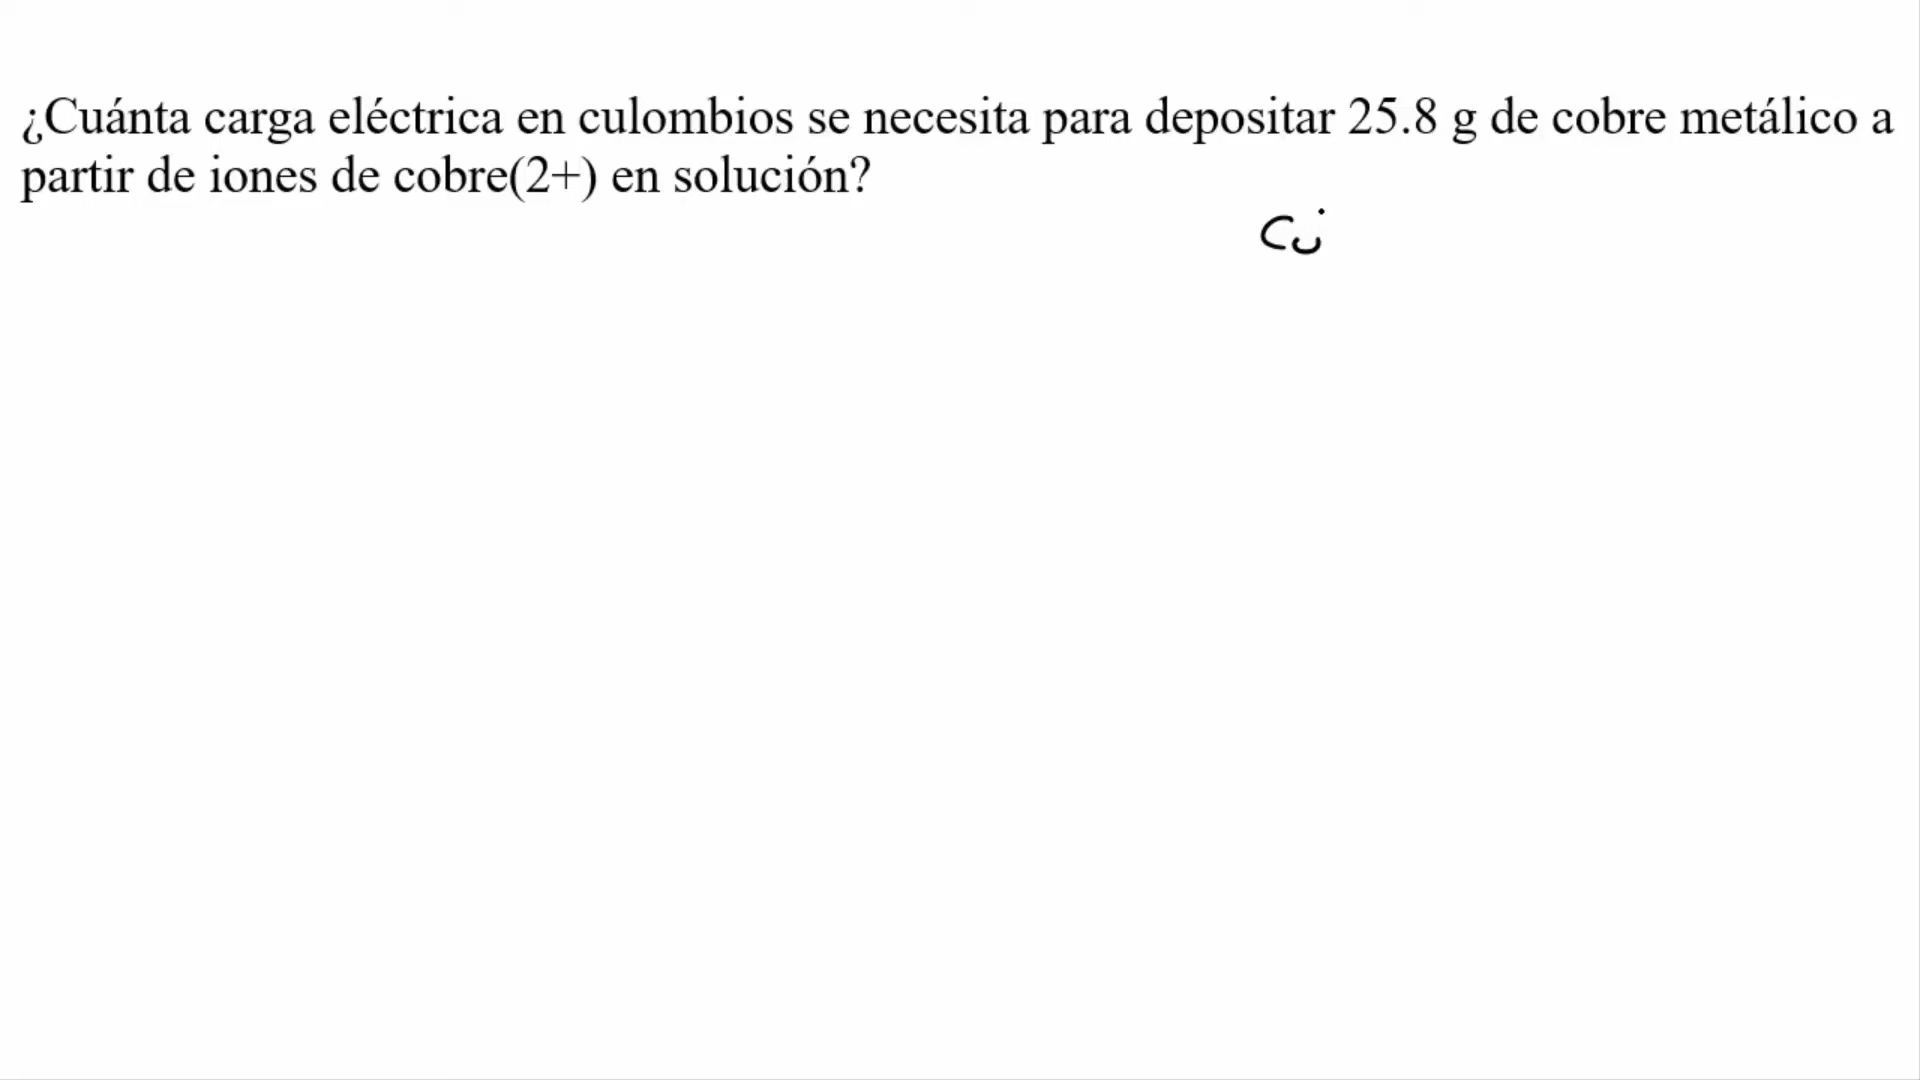 ¿Cuánta carga eléctrica en culombios se necesita para depositar 25.8 g de cobre metálico a
partir de iones de cobre(2+) en solución?
Cu